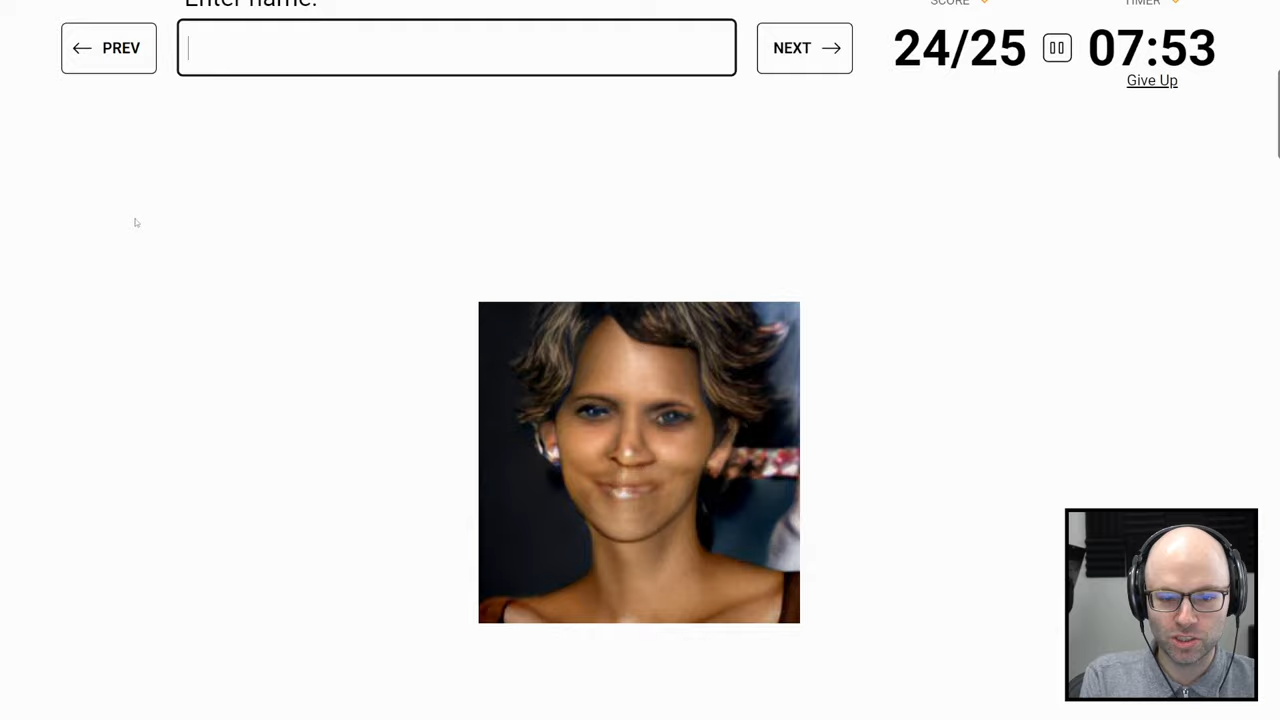 Enter name:
SCORE
TIMER
← PREV
NEXT →
24/25
07:53
Give Up